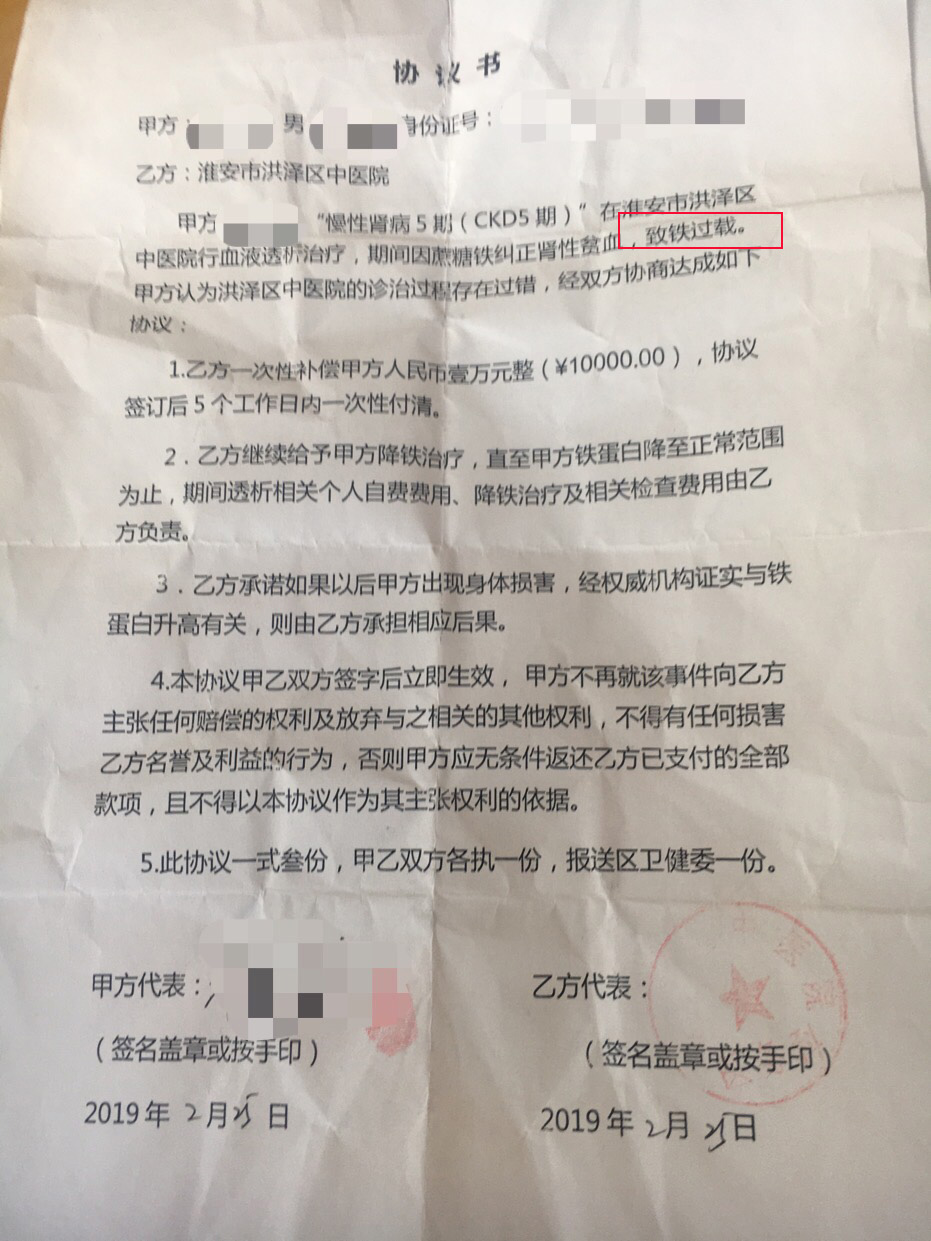 协议书
甲方: 男 身份证号:
乙方:淮安市洪泽区中医院
甲方 “慢性肾病5期(CKD5期)”在淮安市洪泽区
中医院行血液透析治疗,期间因蔗糖铁纠正肾性贫血,致铁过载。
甲方认为洪泽区中医院的诊治过程存在过错,经双方协商达成如下
协议:
1.乙方一次性补偿甲方人民币壹万元整(¥10000.00),协议
签订后5个工作日内一次性付清。
2.乙方继续给予甲方降铁治疗,直至甲方铁蛋白降至正常范围
为止,期间透析相关个人自费费用、降铁治疗及相关检查费用由乙
方负责。
3.乙方承诺如果以后甲方出现身体损害,经权威机构证实与铁
蛋白升高有关,则由乙方承担相应后果。
4.本协议甲乙双方签字后立即生效,甲方不再就该事件向乙方
主张任何赔偿的权利及放弃与之相关的其他权利,不得有任何损害
乙方名誉及利益的行为,否则甲方应无条件返还乙方已支付的全部
款项,且不得以本协议作为其主张权利的依据。
5.此协议一式叁份,甲乙双方各执一份,报送区卫健委一份。
甲方代表: 乙方代表:
(签名盖章或按手印) (签名盖章或按手印)
2019年2月25日 2019年2月25日